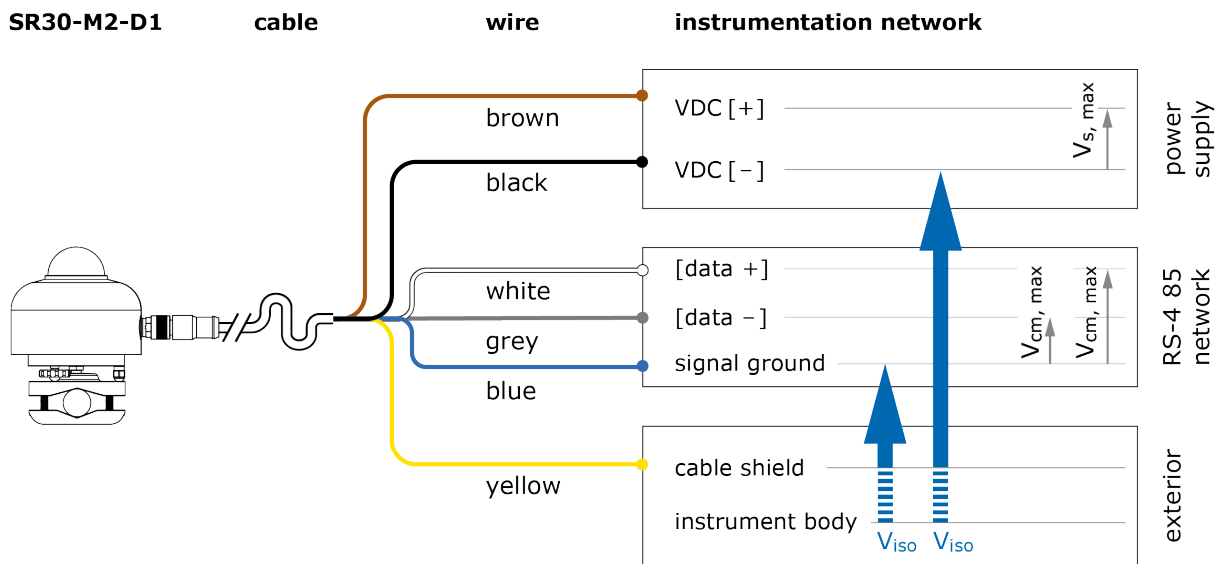 SR30-M2-D1 cable wire instrumentation network
brown
black
white
grey
blue
yellow
VDC [+]
VDC [−]
Vs, max
power
supply
[data +]
[data −]
signal ground
Vcm, max
Vcm, max
RS-4 85
network
cable shield
instrument body
Viso Viso
exterior